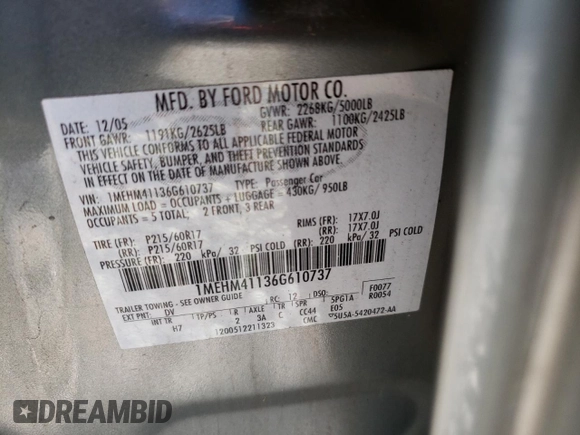 MFD. BY FORD MOTOR CO.
DATE: 12/05 GVWR: 2268KG/5000LB
FRONT GAWR: 1191KG/2625LB REAR GAWR: 1100KG/2425LB
THIS VEHICLE CONFORMS TO ALL APPLICABLE FEDERAL MOTOR
VEHICLE SAFETY, BUMPER, AND THEFT PREVENTION STANDARDS
IN EFFECT ON THE DATE OF MANUFACTURE SHOWN ABOVE.
VIN: 1MEHM41136G610737 TYPE: Passenger Car
MAXIMUM LOAD = OCCUPANTS + LUGGAGE = 430KG/ 950LB
OCCUPANTS = 5 TOTAL: 2 FRONT, 3 REAR
TIRE (FR): P215/60R17 RIMS (FR): 17X7.0J
(RR): P215/60R17 (RR): 17X7.0J
PRESSURE (FR): 220 kPa/ 32 PSI COLD (RR): 220 kPa/ 32 PSI COLD
1MEHM41136G610737
TRAILER TOWING - SEE OWNER GUIDE RC: 12 DSO: F0077
EXT PNT: DV R0054
INT TR TP/PS R AXLE TR SPR SPGTA
H7 2 3A C CC44 E05
1200512211323 CMC 5U5A-5420472-AA
DREAMBID